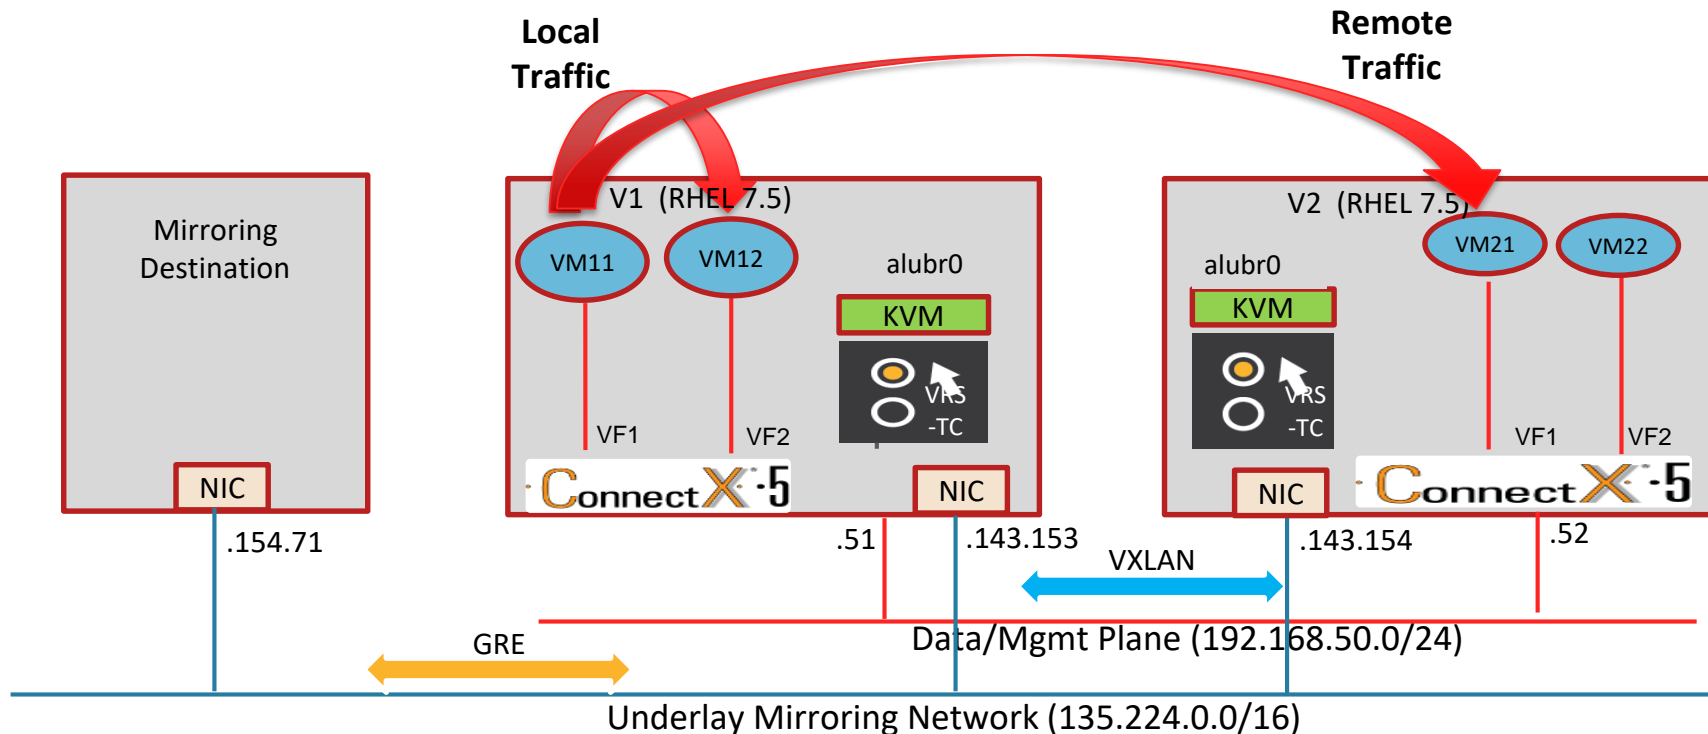 Local
Traffic
Remote
Traffic
Mirroring
Destination
NIC
.154.71
V1 (RHEL 7.5)
VM11
VM12
alubr0
KVM
VRS
-TC
VF1
VF2
ConnectX-5
NIC
.51
.143.153
V2 (RHEL 7.5)
VM21
VM22
alubr0
KVM
VRS
-TC
VF1
VF2
NIC
ConnectX-5
.143.154
.52
VXLAN
Data/Mgmt Plane (192.168.50.0/24)
GRE
Underlay Mirroring Network (135.224.0.0/16)